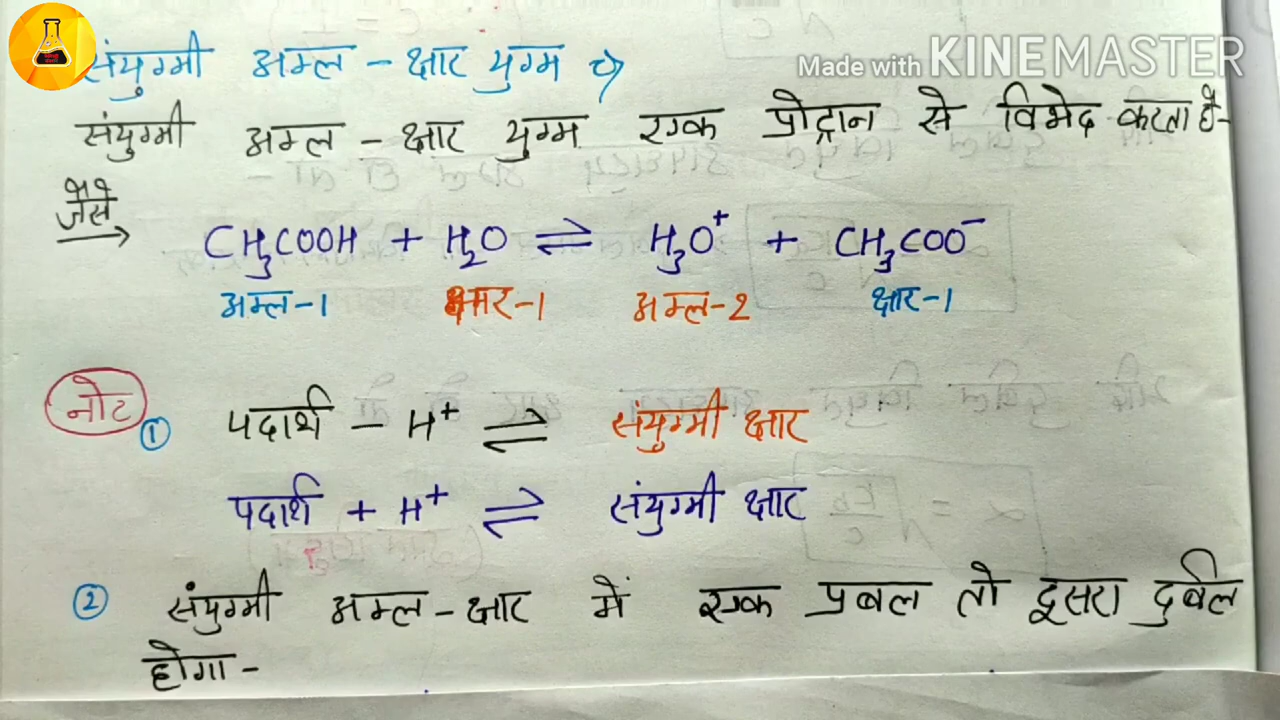 संयुग्मी अम्ल - क्षार युग्म →
Made with KINEMASTER
संयुग्मी अम्ल - क्षार युग्म एक प्रोट्रान से विभेद करता है-
जैसे
CH₃COOH + H₂O ⇌ H₃O⁺ + CH₃COO⁻
अम्ल-1 क्षार-1 अम्ल-2 क्षार-1
नोट
① पदार्थ - H⁺ ⇌ संयुग्मी क्षार
पदार्थ + H⁺ ⇌ संयुग्मी क्षार
② संयुग्मी अम्ल-क्षार में एक प्रबल तो दूसरा दुर्बल
होगा-